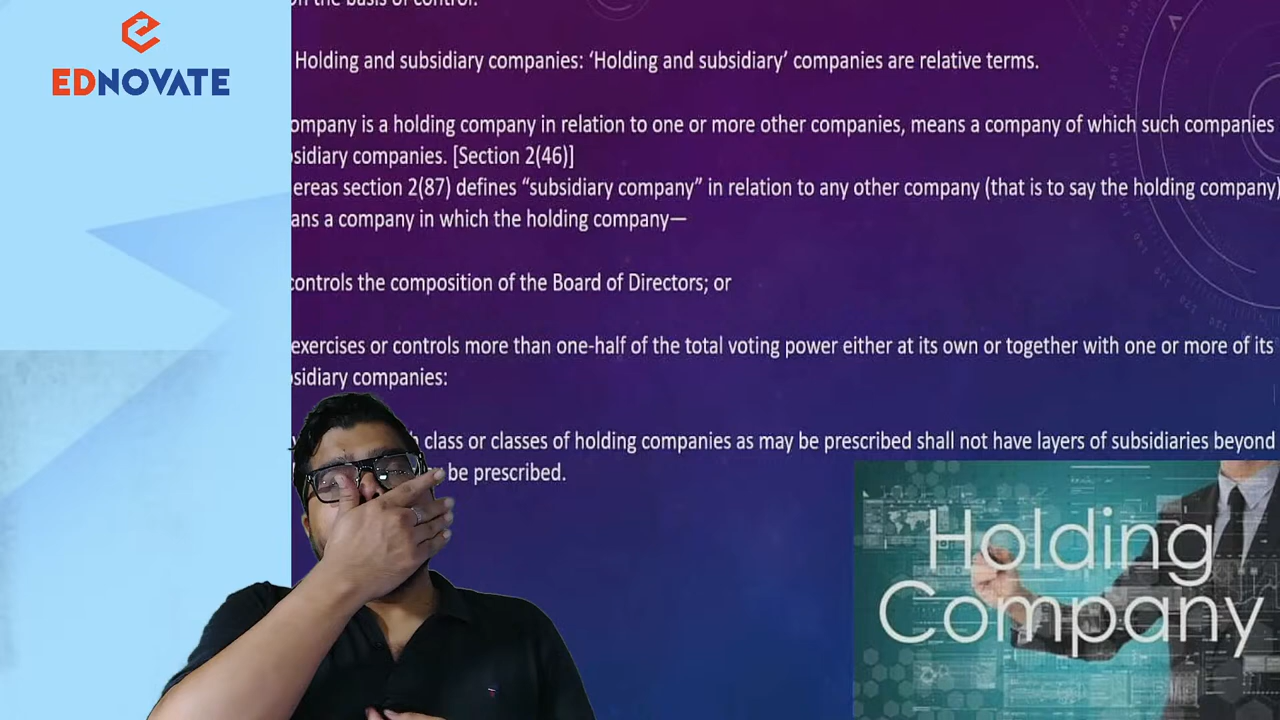 EDNOVATE
on the basis of control.
Holding and subsidiary companies: ‘Holding and subsidiary’ companies are relative terms.
ompany is a holding company in relation to one or more other companies, means a company of which such companies
sidiary companies. [Section 2(46)]
ereas section 2(87) defines “subsidiary company” in relation to any other company (that is to say the holding company)
ans a company in which the holding company—
controls the composition of the Board of Directors; or
exercises or controls more than one-half of the total voting power either at its own or together with one or more of its
sidiary companies:
class or classes of holding companies as may be prescribed shall not have layers of subsidiaries beyond
be prescribed.
Holding
Company